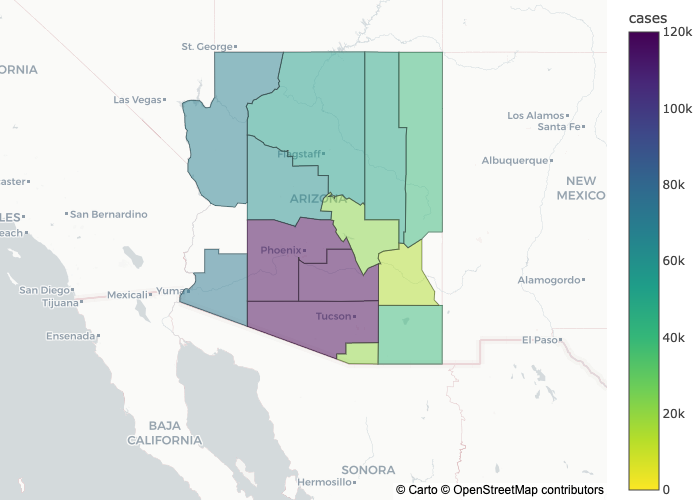 cases
120k
100k
80k
60k
40k
20k
0
St. George
ORNIA
Las Vegas
Los Alamos
Santa Fe
Flagstaff
Albuquerque
caster
NEW
MEXICO
ARIZONA
LES
San Bernardino
each
Phoenix
Alamogordo
San Diego
Mexicali
Yuma
Tijuana
Tucson
Ensenada
El Paso
BAJA
CALIFORNIA
SONORA
Hermosillo
© Carto © OpenStreetMap contributors